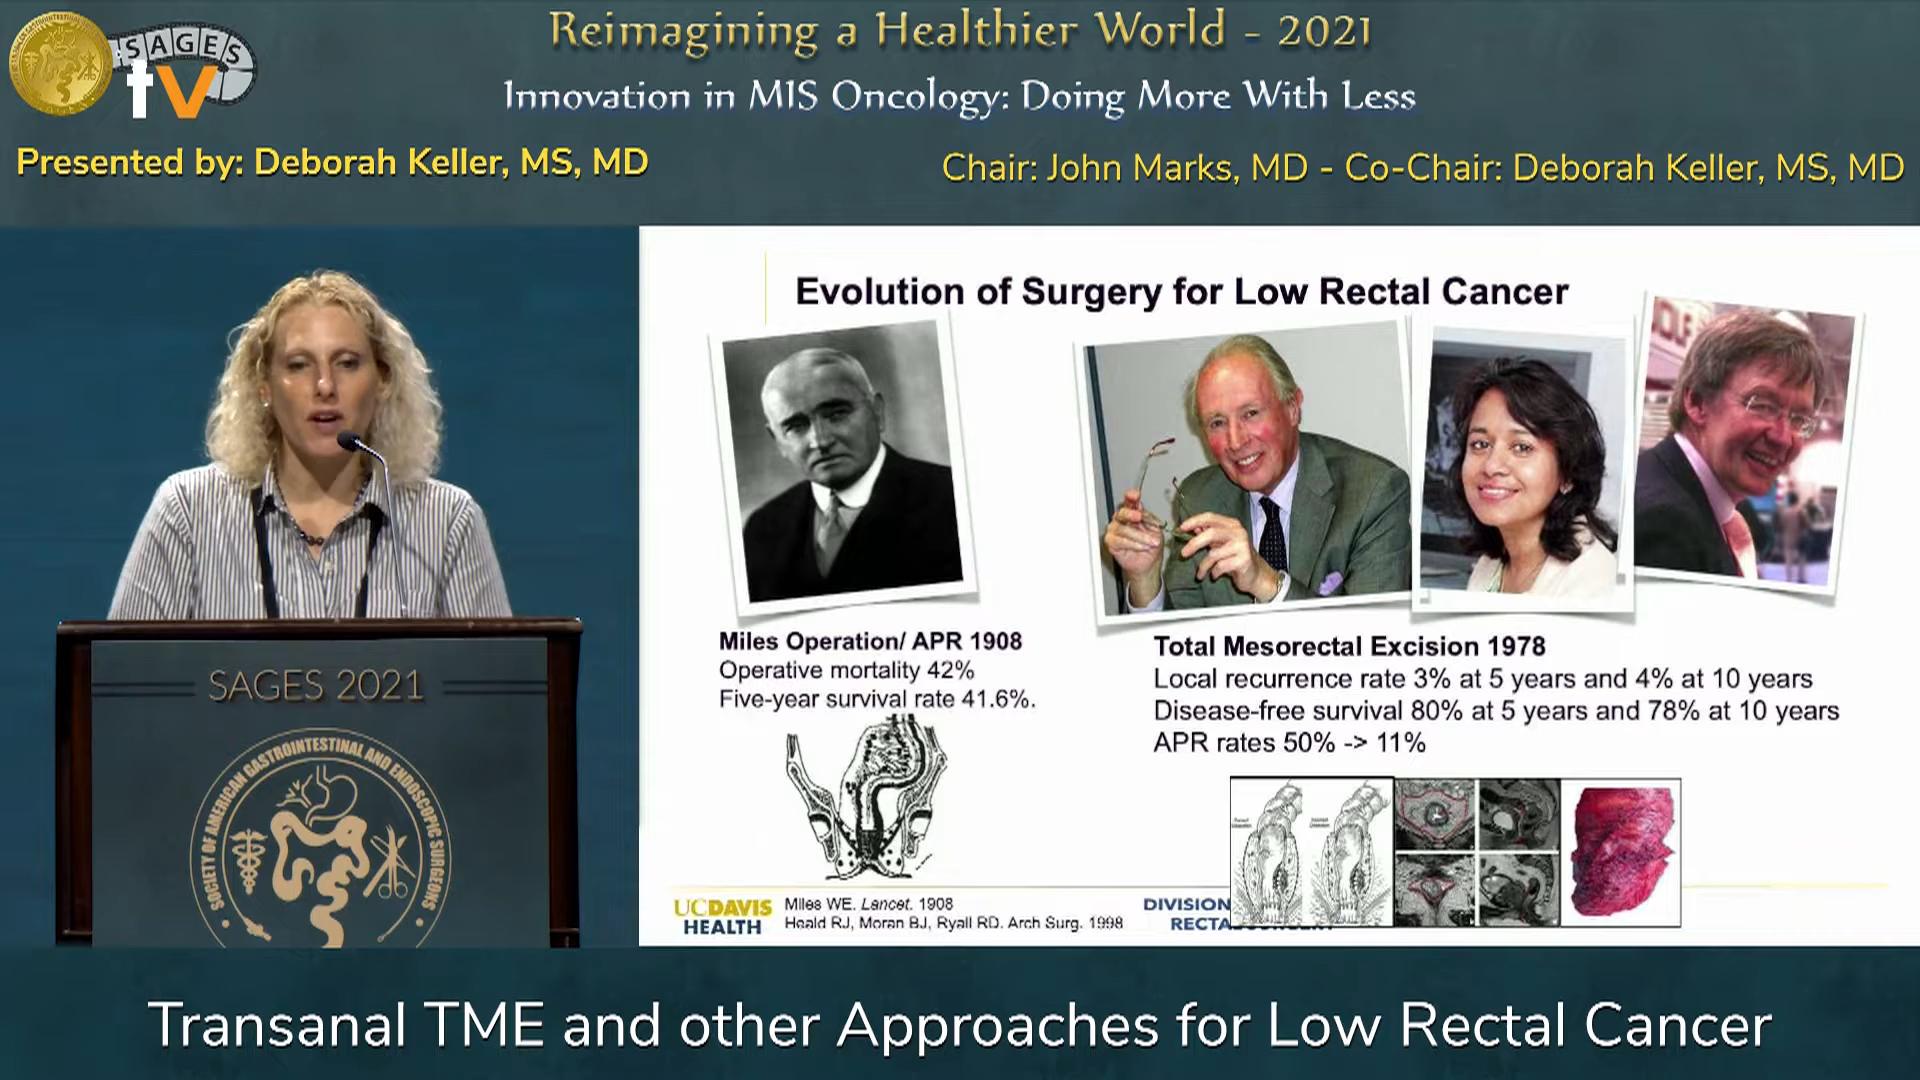 Reimagining a Healthier World - 2021
SAGES
tv
Innovation in MIS Oncology: Doing More With Less
Presented by: Deborah Keller, MS, MD
Chair: John Marks, MD - Co-Chair: Deborah Keller, MS, MD
Evolution of Surgery for Low Rectal Cancer
Miles Operation/ APR 1908
Operative mortality 42%
Five-year survival rate 41.6%.
Total Mesorectal Excision 1978
Local recurrence rate 3% at 5 years and 4% at 10 years
Disease-free survival 80% at 5 years and 78% at 10 years
APR rates 50% -> 11%
SAGES 2021
SOCIETY OF AMERICAN GASTROINTESTINAL AND ENDOSCOPIC SURGEONS
UCDAVIS
HEALTH
Miles WE. Lancet. 1908
Heald RJ, Moran BJ, Ryall RD. Arch Surg. 1998
DIVISION
Transanal TME and other Approaches for Low Rectal Cancer